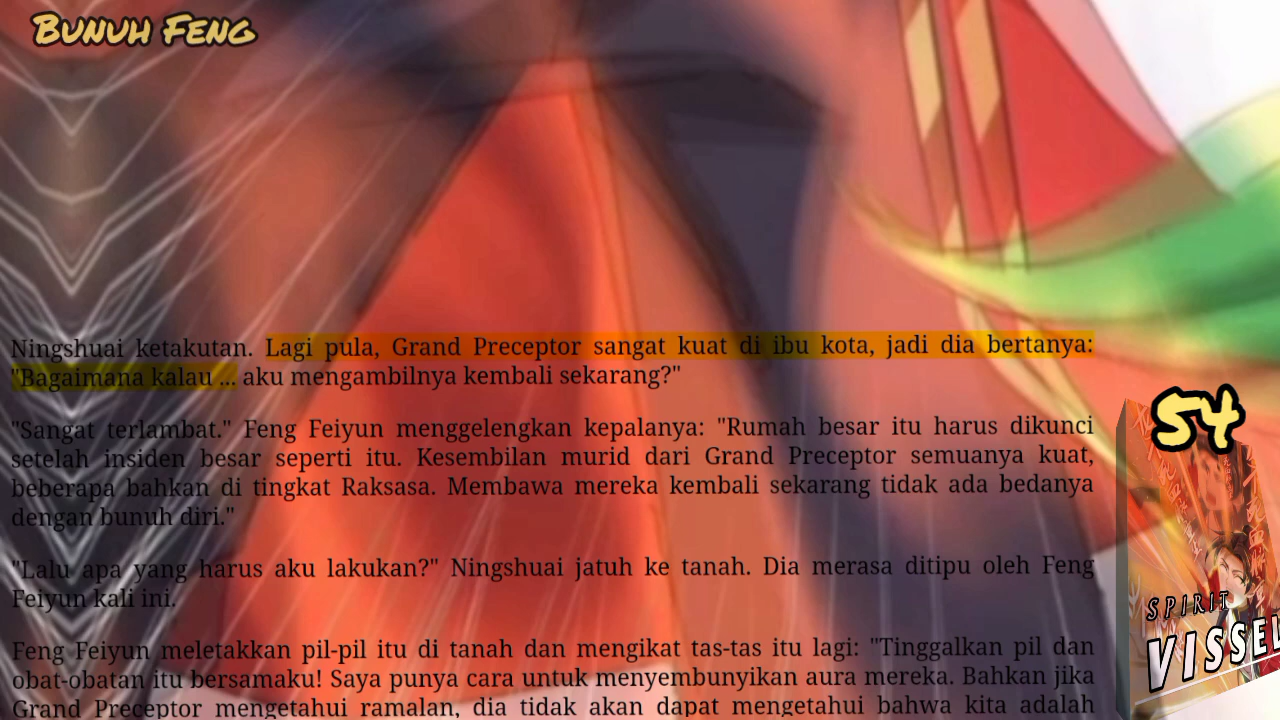 Bunuh Feng
Ningshuai ketakutan. Lagi pula, Grand Preceptor sangat kuat di ibu kota, jadi dia bertanya:
"Bagaimana kalau ... aku mengambilnya kembali sekarang?"
"Sangat terlambat." Feng Feiyun menggelengkan kepalanya: "Rumah besar itu harus dikunci
setelah insiden besar seperti itu. Kesembilan murid dari Grand Preceptor semuanya kuat,
beberapa bahkan di tingkat Raksasa. Membawa mereka kembali sekarang tidak ada bedanya
dengan bunuh diri."
"Lalu apa yang harus aku lakukan?" Ningshuai jatuh ke tanah. Dia merasa ditipu oleh Feng
Feiyun kali ini.
Feng Feiyun meletakkan pil-pil itu di tanah dan mengikat tas-tas itu lagi: "Tinggalkan pil dan
obat-obatan itu bersamaku! Saya punya cara untuk menyembunyikan aura mereka. Bahkan jika
Grand Preceptor mengetahui ramalan, dia tidak akan dapat mengetahui bahwa kita adalah
54
SPIRIT
VISSEL